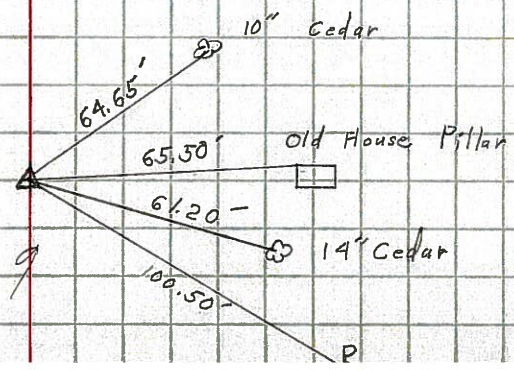 10" Cedar
64.65'
Old House Pillar
65.50'
61.20 -
14" Cedar
100.50 -
P